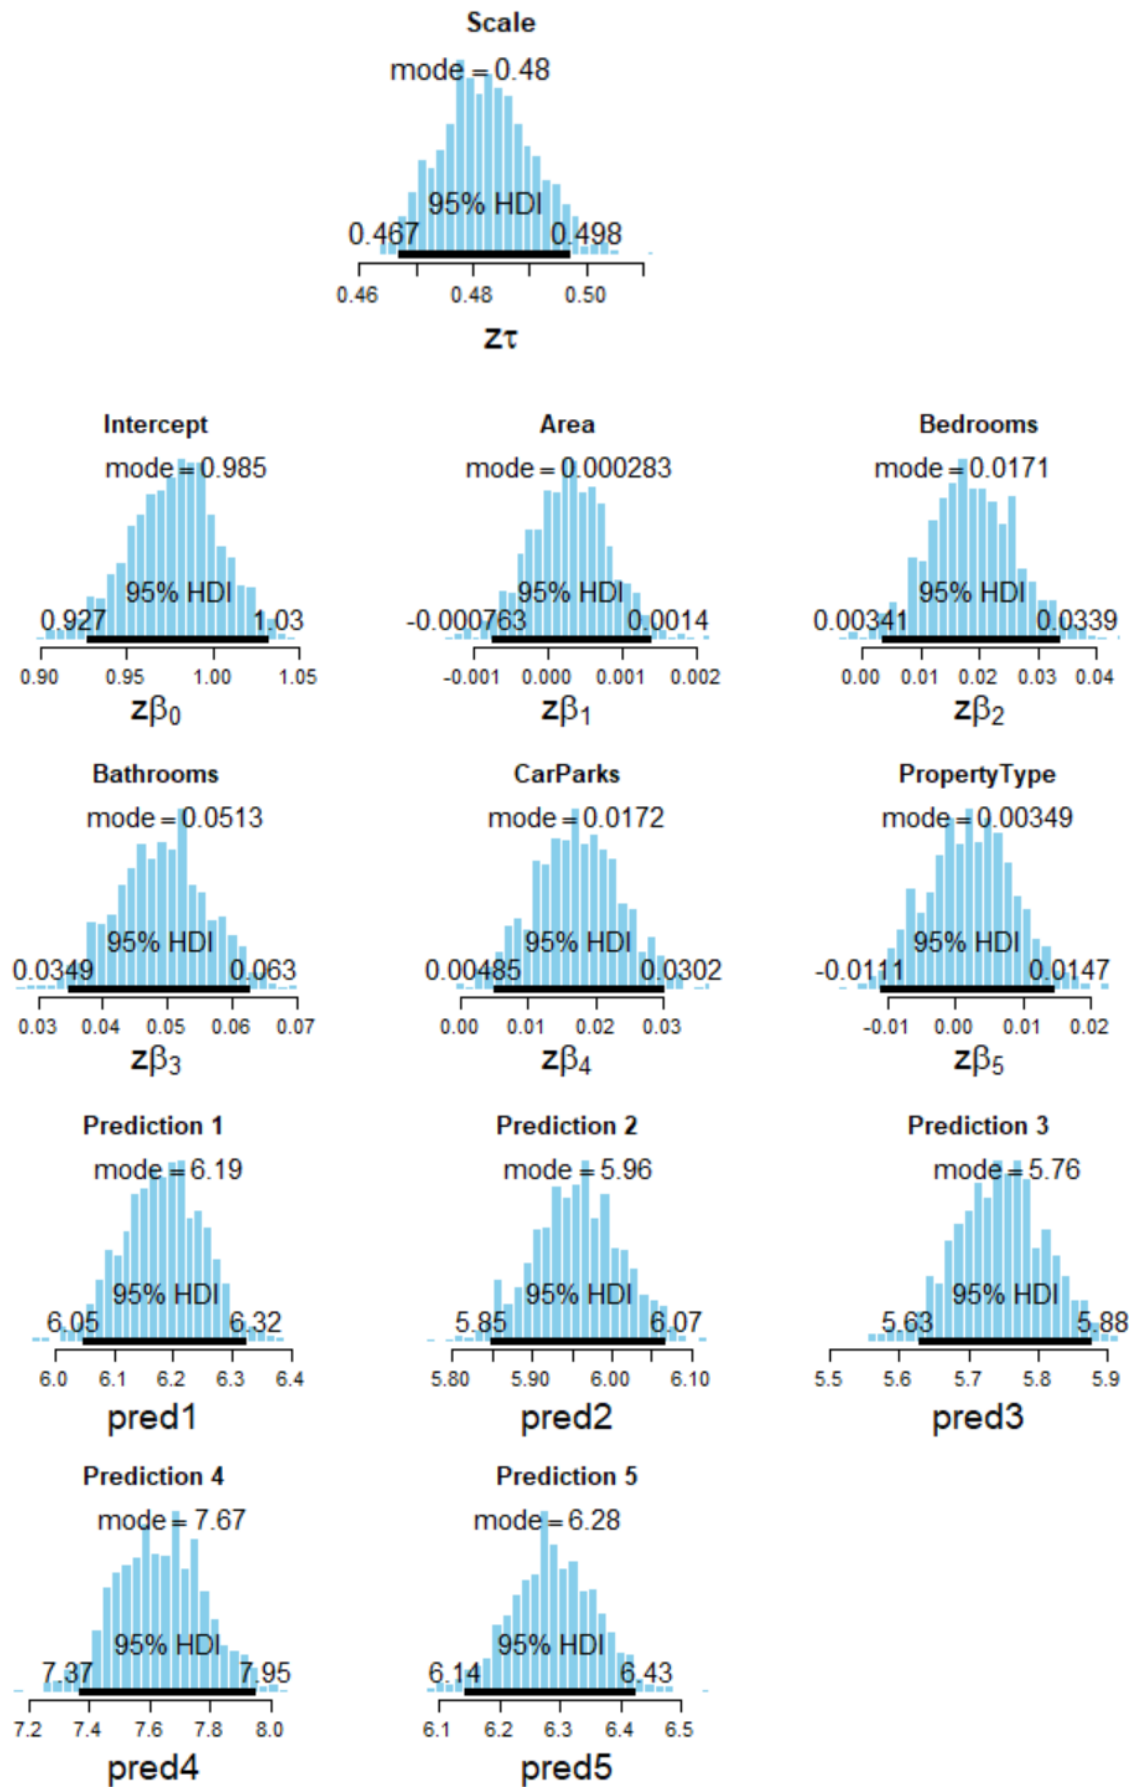 Scale
mode = 0.48
95% HDI
0.467 0.498
0.46 0.48 0.50
zτ
Intercept Area Bedrooms
mode = 0.985 mode = 0.000283 mode = 0.0171
95% HDI 95% HDI 95% HDI
0.927 1.03 -0.000763 0.0014 0.00341 0.0339
0.90 0.95 1.00 1.05 -0.001 0.000 0.001 0.002 0.00 0.01 0.02 0.03 0.04
zβ0 zβ1 zβ2
Bathrooms CarParks PropertyType
mode = 0.0513 mode = 0.0172 mode = 0.00349
95% HDI 95% HDI 95% HDI
0.0349 0.063 0.00485 0.0302 -0.0111 0.0147
0.03 0.04 0.05 0.06 0.07 0.00 0.01 0.02 0.03 -0.01 0.00 0.01 0.02
zβ3 zβ4 zβ5
Prediction 1 Prediction 2 Prediction 3
mode = 6.19 mode = 5.96 mode = 5.76
95% HDI 95% HDI 95% HDI
6.05 6.32 5.85 6.07 5.63 5.88
6.0 6.1 6.2 6.3 6.4 5.80 5.90 6.00 6.10 5.5 5.6 5.7 5.8 5.9
pred1 pred2 pred3
Prediction 4 Prediction 5
mode = 7.67 mode = 6.28
95% HDI 95% HDI
7.37 7.95 6.14 6.43
7.2 7.4 7.6 7.8 8.0 6.1 6.2 6.3 6.4 6.5
pred4 pred5